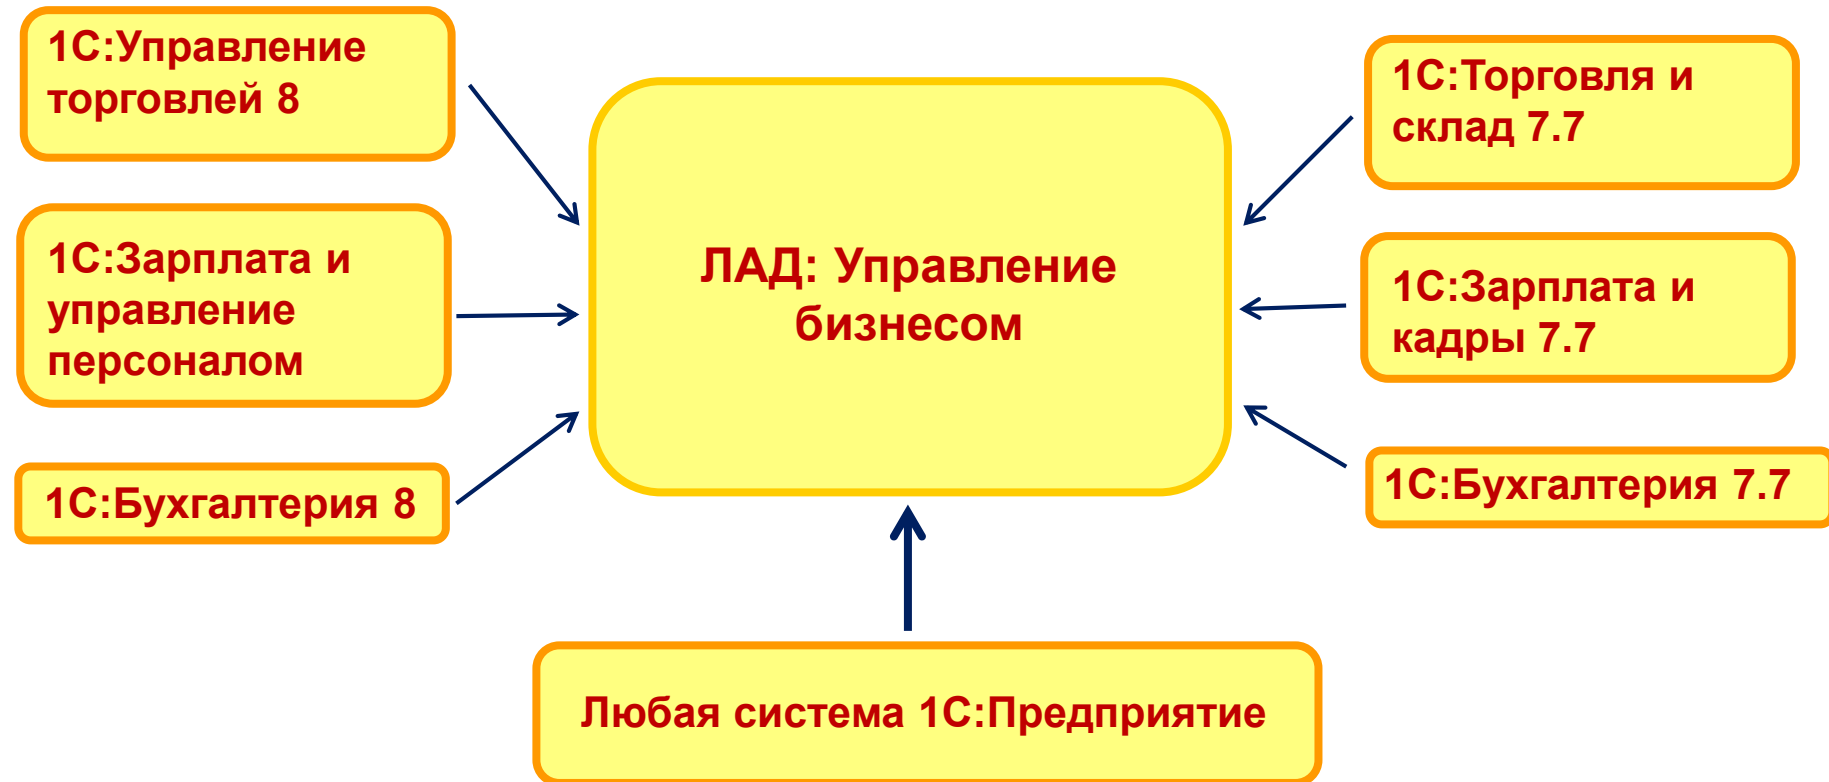 1С:Управление
торговлей 8
1С:Зарплата и
управление
персоналом
1С:Бухгалтерия 8
ЛАД: Управление
бизнесом
1С:Торговля и
склад 7.7
1С:Зарплата и
кадры 7.7
1С:Бухгалтерия 7.7
Любая система 1С:Предприятие